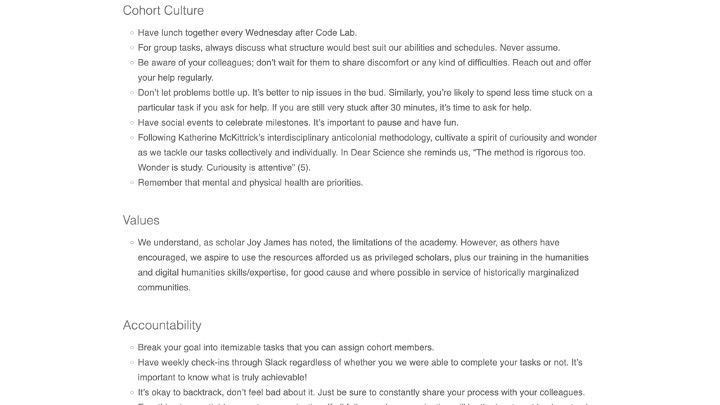 Cohort Culture
Have lunch together every Wednesday after Code Lab.
For group tasks, always discuss what structure would best suit our abilities and schedules. Never assume.
Be aware of your colleagues; don't wait for them to share discomfort or any kind of difficulties. Reach out and offer
your help regularly.
Don't let problems bottle up. It's better to nip issues in the bud. Similarly, you're likely to spend less time stuck on a
particular task if you ask for help. If you are still very stuck after 30 minutes, it's time to ask for help.
Have social events to celebrate milestones. It's important to pause and have fun.
Following Katherine McKittrick's interdisciplinary anticolonial methodology, cultivate a spirit of curiosity and wonder
as we tackle our tasks collectively and individually. In Dear Science she reminds us, "The method is rigorous too.
Wonder is study. Curiosity is attentive" (5).
Remember that mental and physical health are priorities.
Values
We understand, as scholar Joy James has noted, the limitations of the academy. However, as others have
encouraged, we aspire to use the resources afforded us as privileged scholars, plus our training in the humanities
and digital humanities skills/expertise, for good cause and where possible in service of historically marginalized
communities.
Accountability
Break your goal into itemizable tasks that you can assign cohort members.
Have weekly check-ins through Slack regardless of whether you we were able to complete your tasks or not. It's
important to know what is truly achievable!
It's okay to backtrack, don't feel bad about it. Just be sure to constantly share your process with your colleagues.